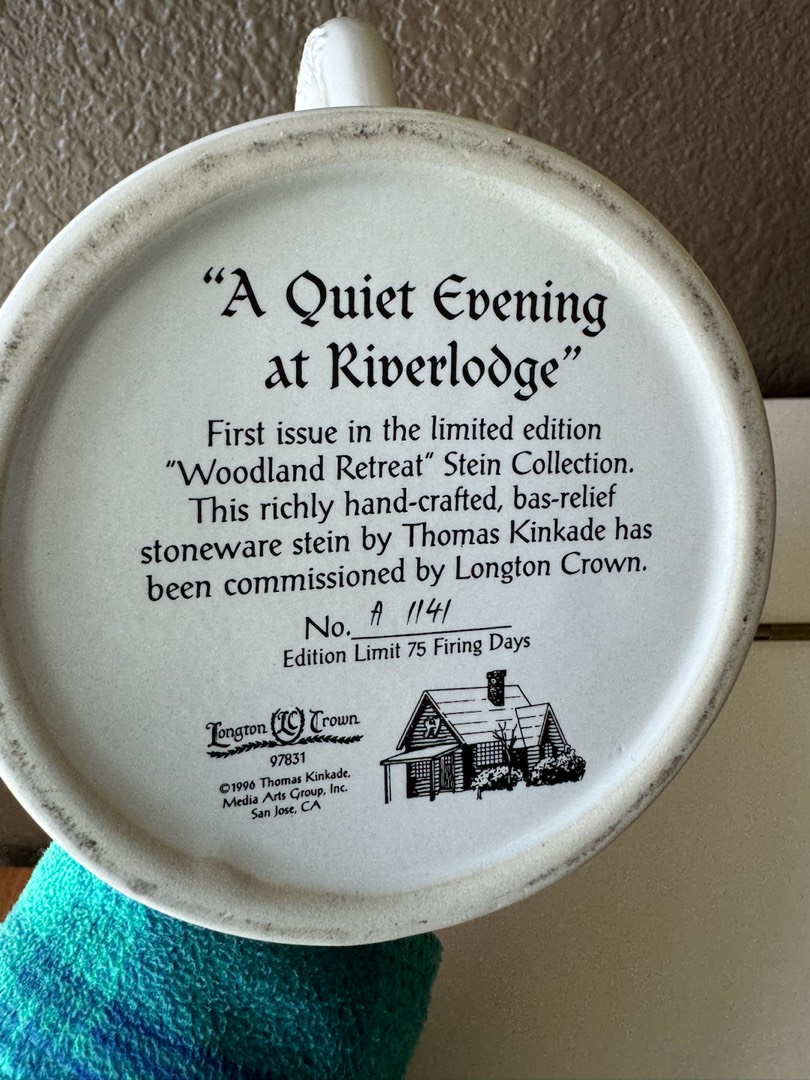 “A Quiet Evening
at Riverlodge”
First issue in the limited edition
"Woodland Retreat" Stein Collection.
This richly hand-crafted, bas-relief
stoneware stein by Thomas Kinkade has
been commissioned by Longton Crown.
No. A 1141
Edition Limit 75 Firing Days
Longton LC Crown
97831
©1996 Thomas Kinkade,
Media Arts Group, Inc.
San Jose, CA